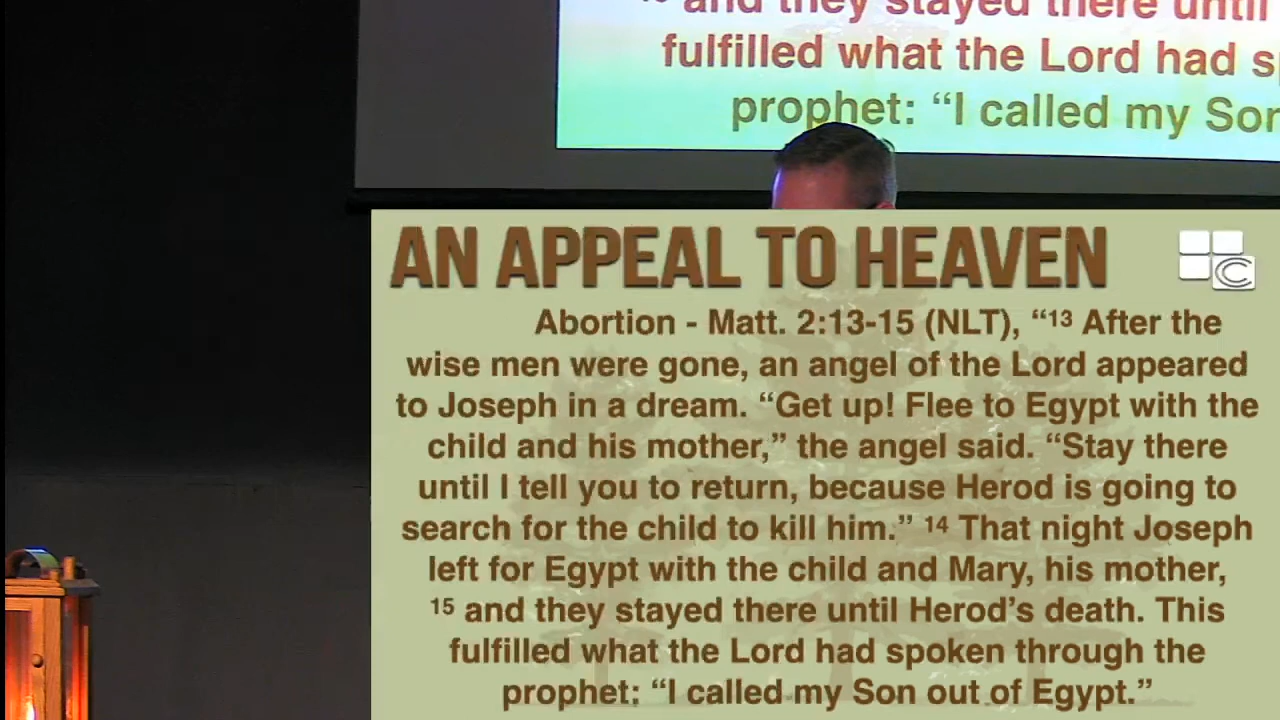 15 and they stayed there until
fulfilled what the Lord had
prophet: “I called my Son
AN APPEAL TO HEAVEN
C
Abortion - Matt. 2:13-15 (NLT), “13 After the
wise men were gone, an angel of the Lord appeared
to Joseph in a dream. “Get up! Flee to Egypt with the
child and his mother,” the angel said. “Stay there
until I tell you to return, because Herod is going to
search for the child to kill him.” 14 That night Joseph
left for Egypt with the child and Mary, his mother,
15 and they stayed there until Herod’s death. This
fulfilled what the Lord had spoken through the
prophet: “I called my Son out of Egypt.”